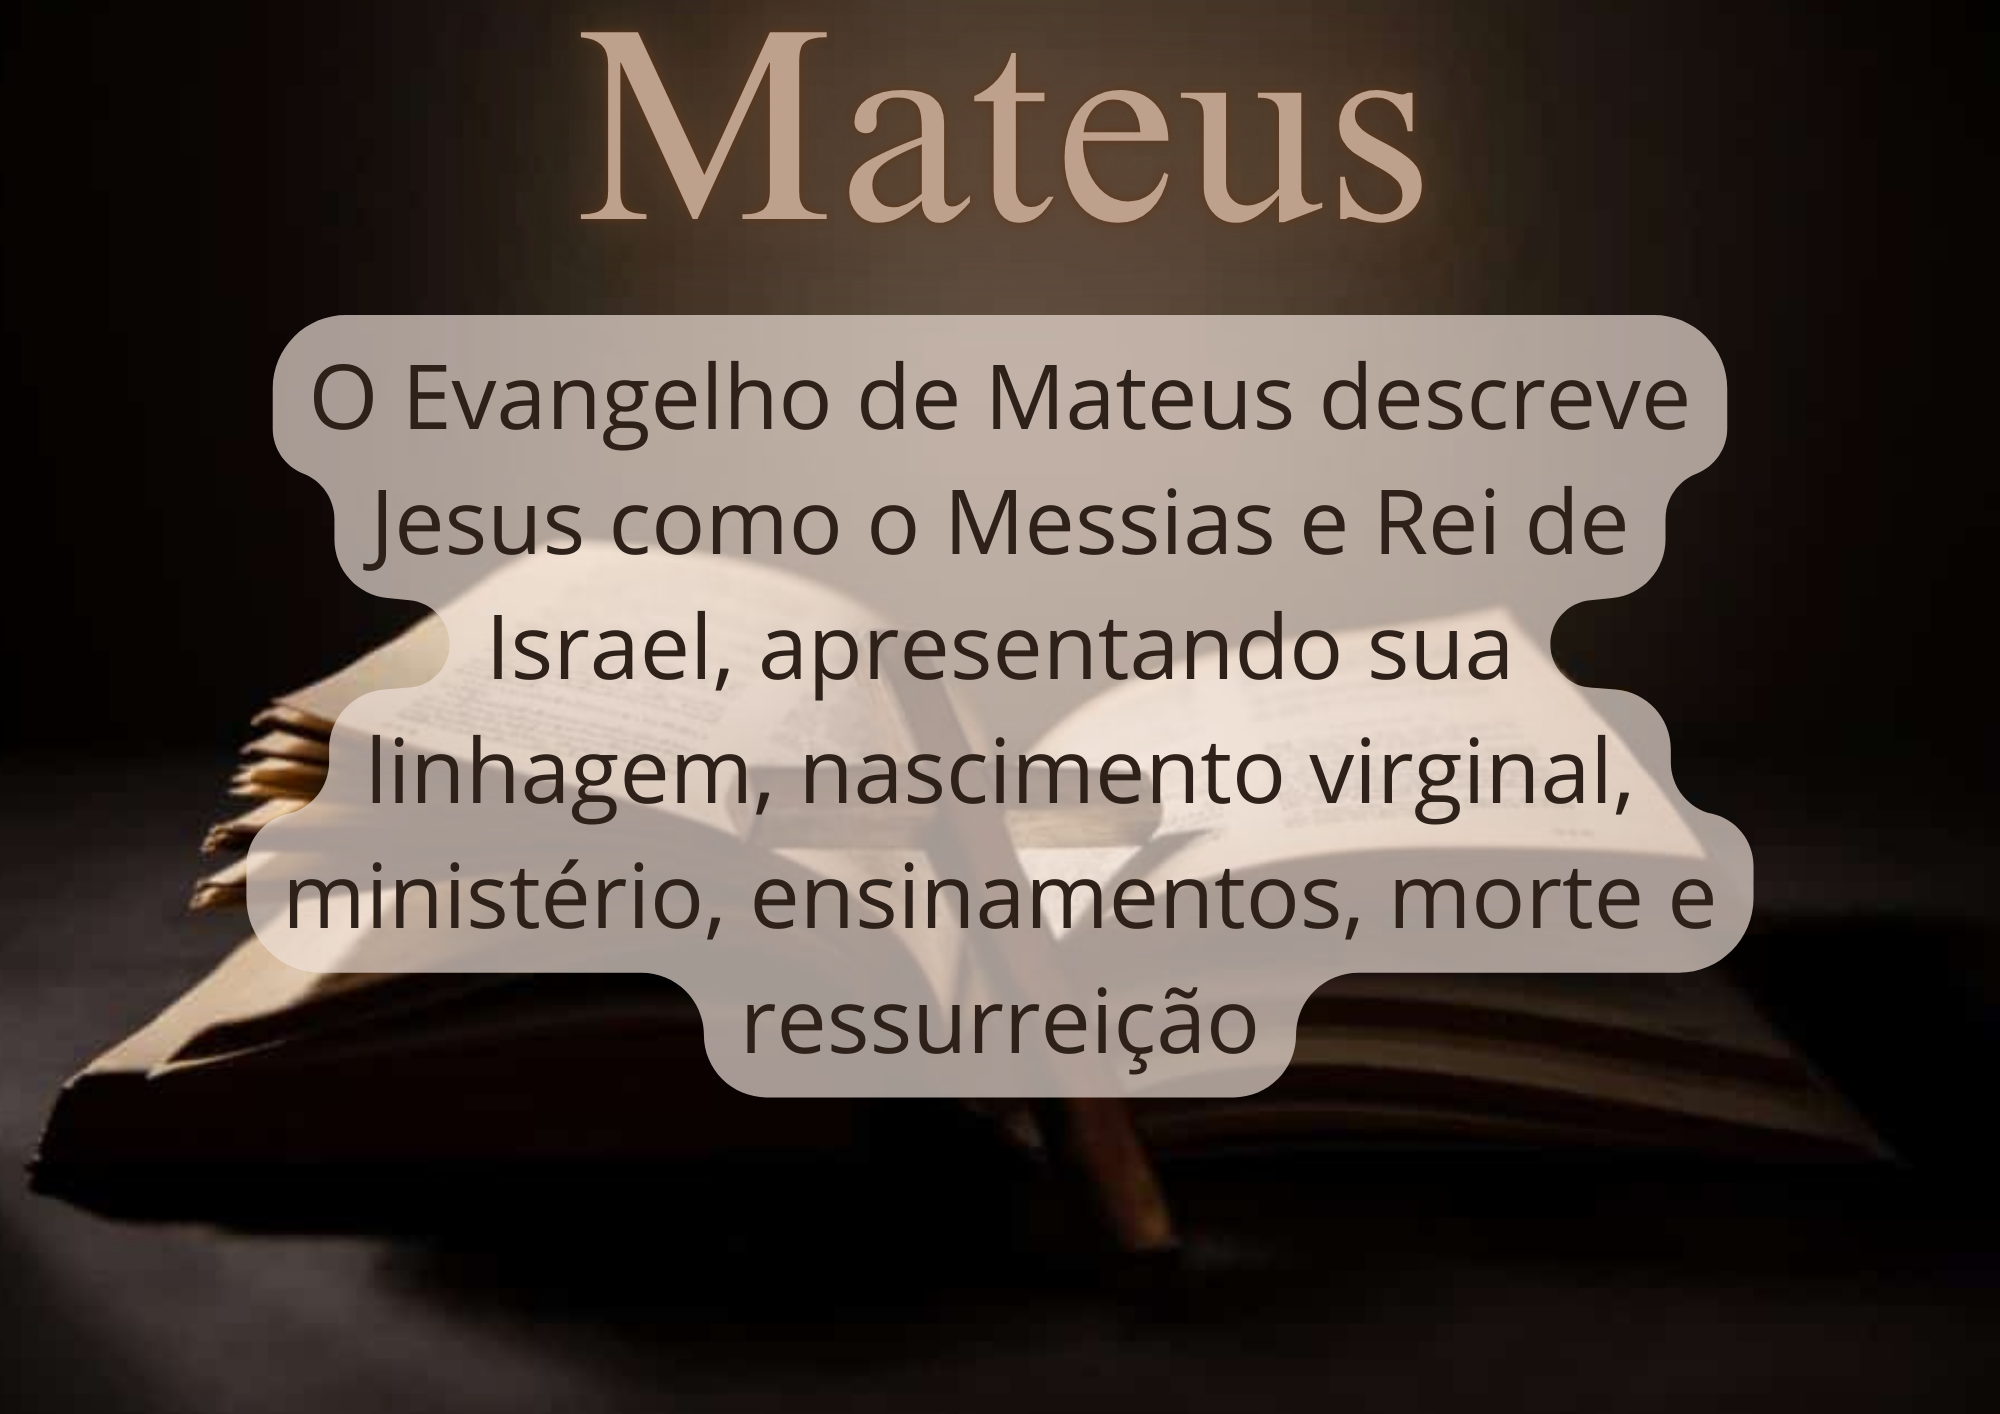 Mateus
O Evangelho de Mateus descreve
Jesus como o Messias e Rei de
Israel, apresentando sua
linhagem, nascimento virginal,
ministério, ensinamentos, morte e
ressurreição